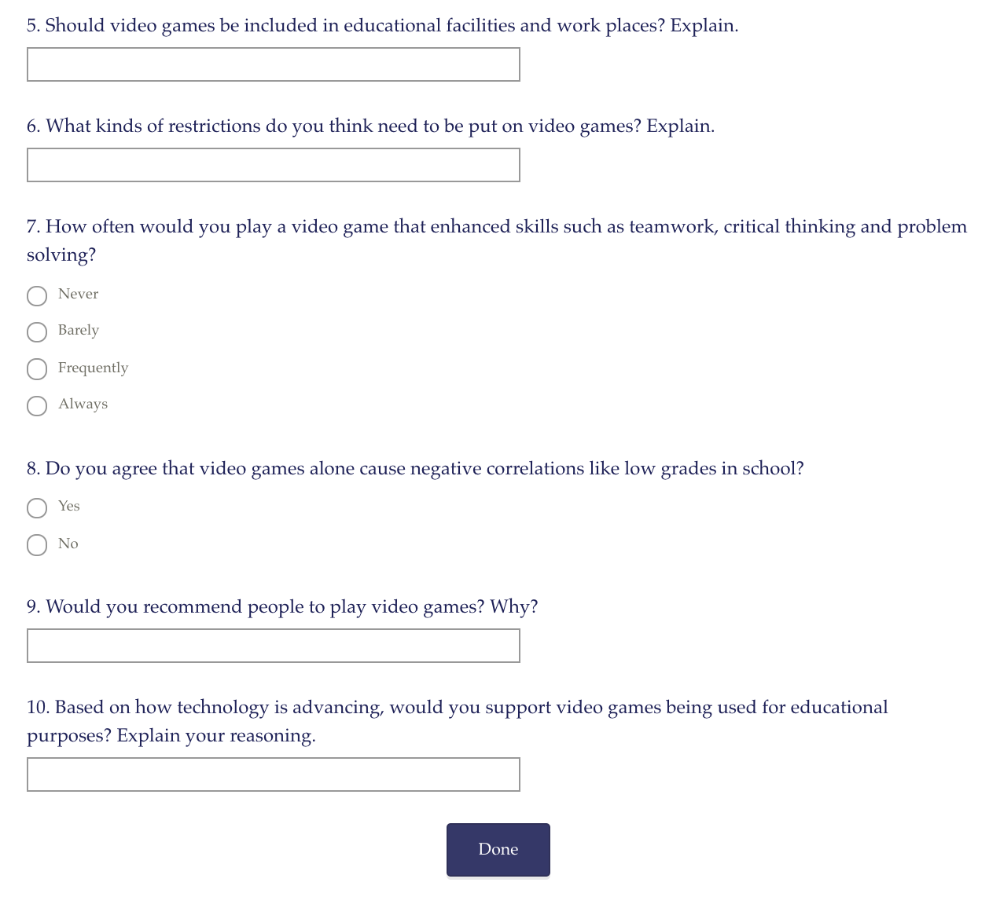 5. Should video games be included in educational facilities and work places? Explain.
6. What kinds of restrictions do you think need to be put on video games? Explain.
7. How often would you play a video game that enhanced skills such as teamwork, critical thinking and problem
solving?
Never
Barely
Frequently
Always
8. Do you agree that video games alone cause negative correlations like low grades in school?
Yes
No
9. Would you recommend people to play video games? Why?
10. Based on how technology is advancing, would you support video games being used for educational
purposes? Explain your reasoning.
Done